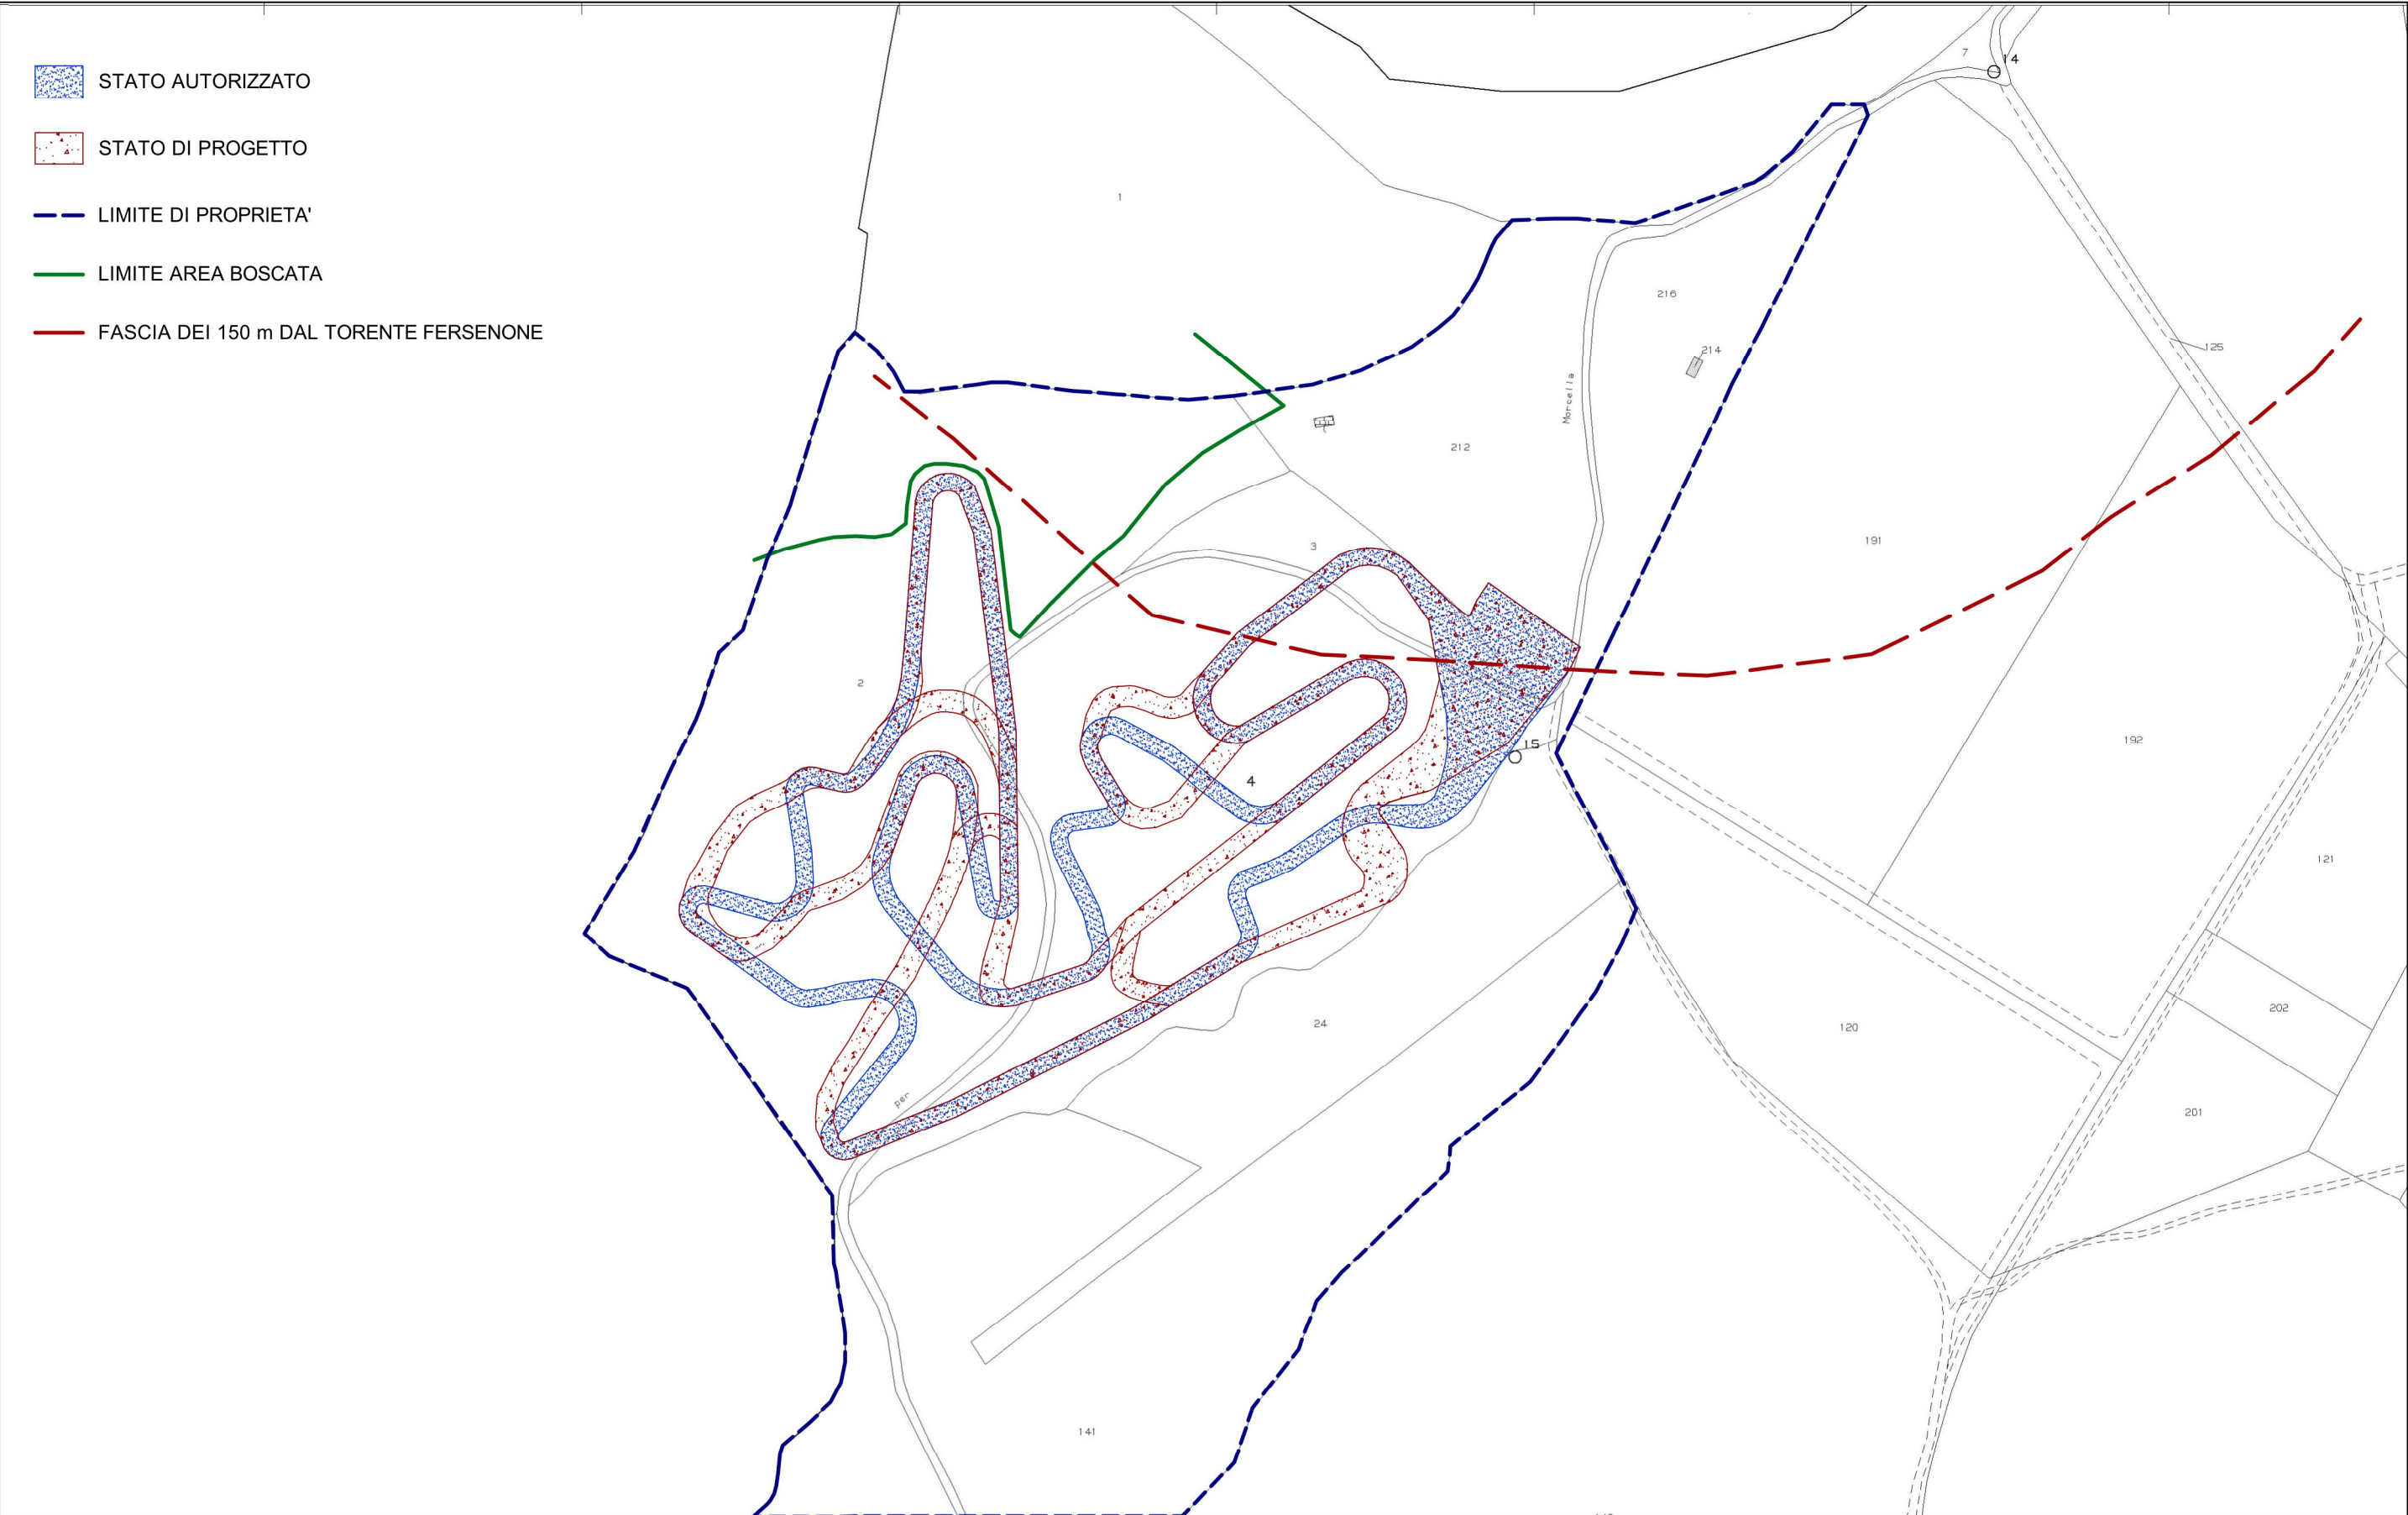 STATO AUTORIZZATO
STATO DI PROGETTO
LIMITE DI PROPRIETA'
LIMITE AREA BOSCATA
FASCIA DEI 150 m DAL TORENTE FERSENONE
7
14
1
216
214
125
Morcella
212
191
3
2
192
15
4
121
202
24
120
per
201
141